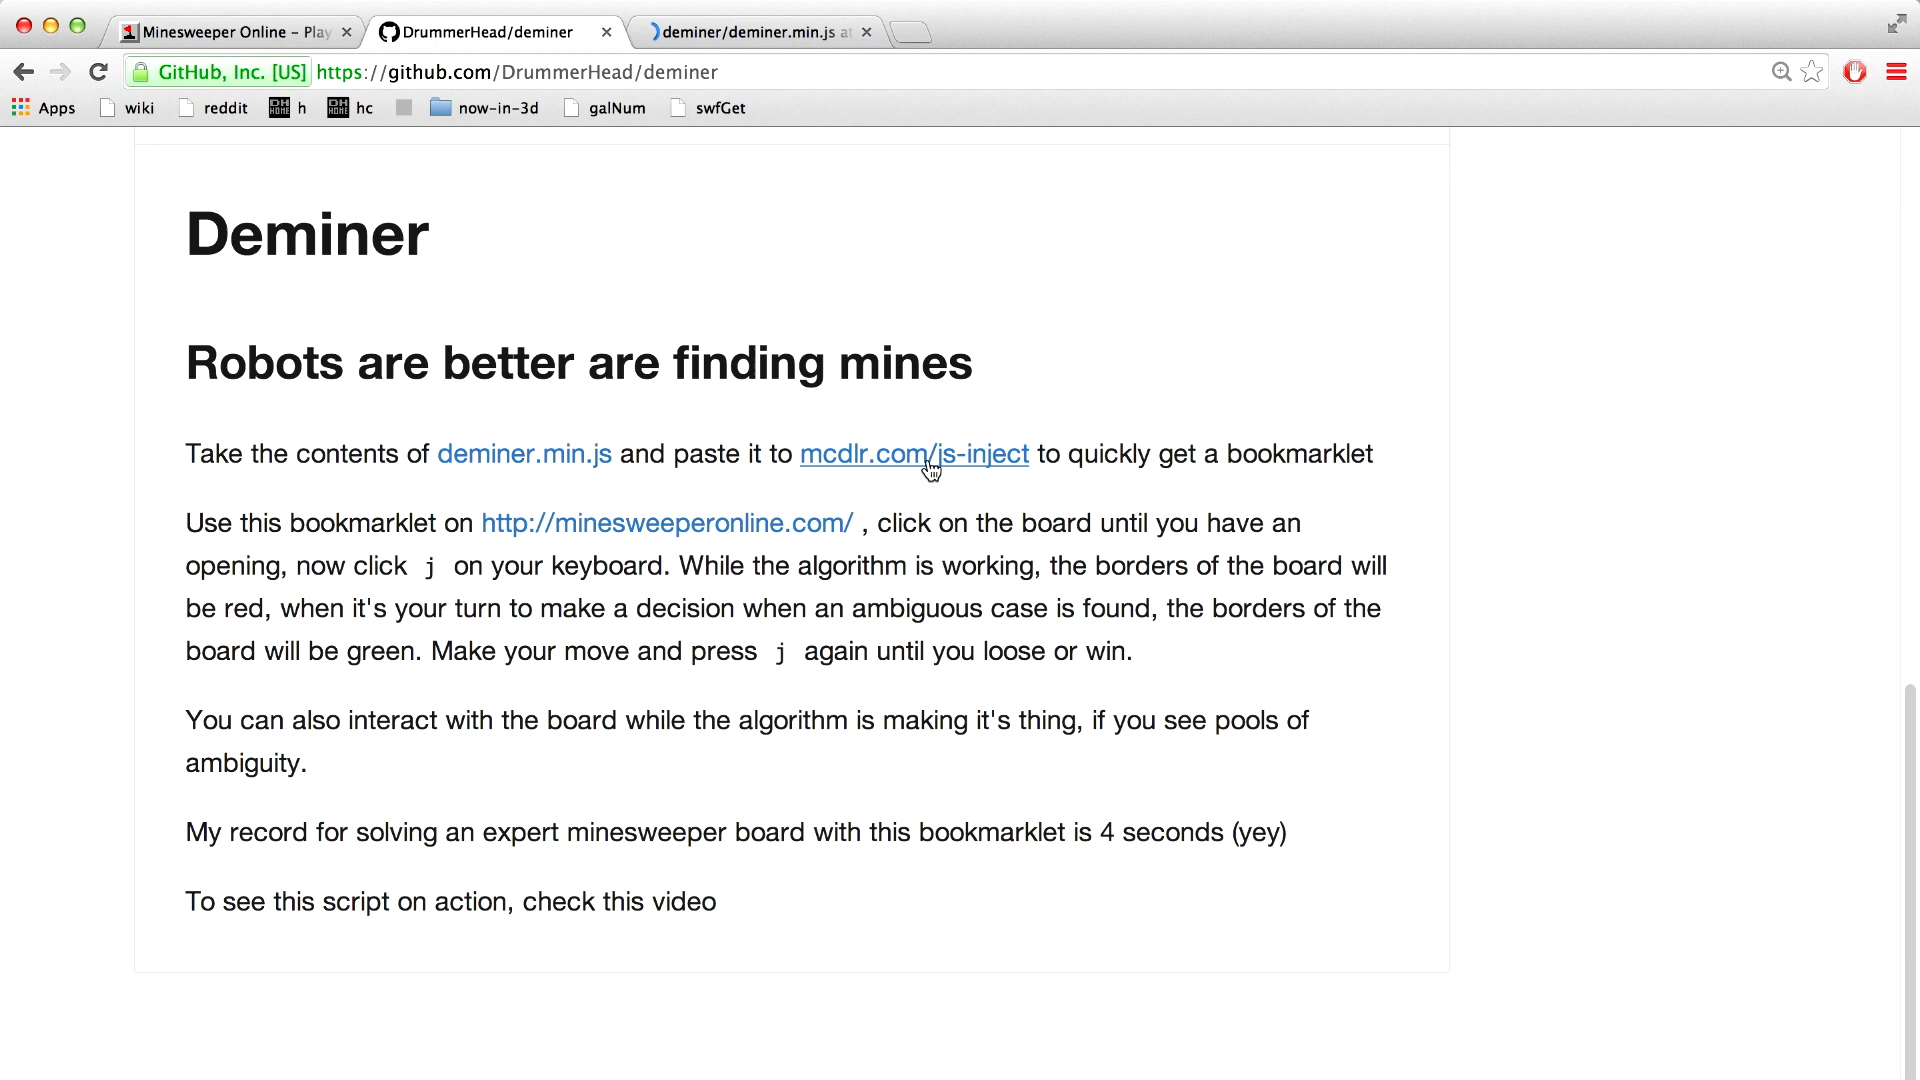 Minesweeper Online – Play
DrummerHead/deminer
deminer/deminer.min.js at
GitHub, Inc. [US] https://github.com/DrummerHead/deminer
Apps wiki reddit h hc now-in-3d galNum swfGet
Deminer
Robots are better are finding mines
Take the contents of deminer.min.js and paste it to mcdlr.com/js-inject to quickly get a bookmarklet
Use this bookmarklet on http://minesweeperonline.com/ , click on the board until you have an
opening, now click j on your keyboard. While the algorithm is working, the borders of the board will
be red, when it's your turn to make a decision when an ambiguous case is found, the borders of the
board will be green. Make your move and press j again until you loose or win.
You can also interact with the board while the algorithm is making it's thing, if you see pools of
ambiguity.
My record for solving an expert minesweeper board with this bookmarklet is 4 seconds (yey)
To see this script on action, check this video